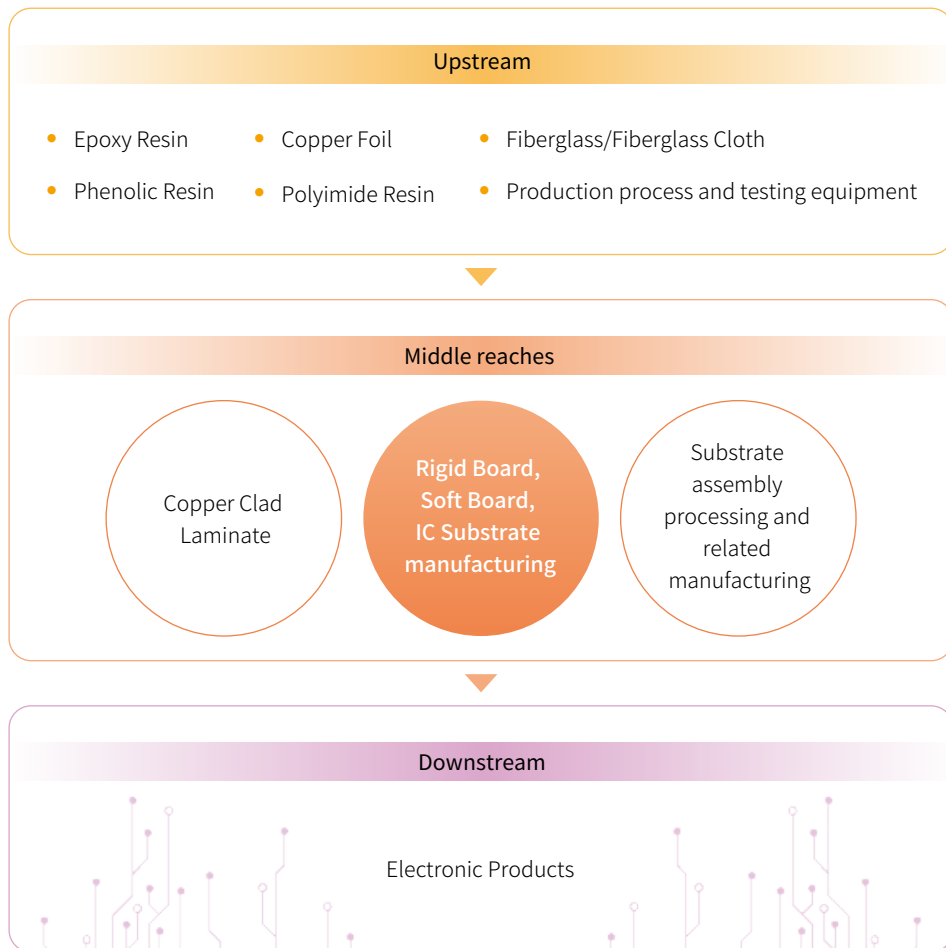 Upstream
Epoxy Resin
Copper Foil
Fiberglass/Fiberglass Cloth
Phenolic Resin
Polyimide Resin
Production process and testing equipment
Middle reaches
Copper Clad
Laminate
Rigid Board,
Soft Board,
IC Substrate
manufacturing
Substrate
assembly
processing and
related
manufacturing
Downstream
Electronic Products